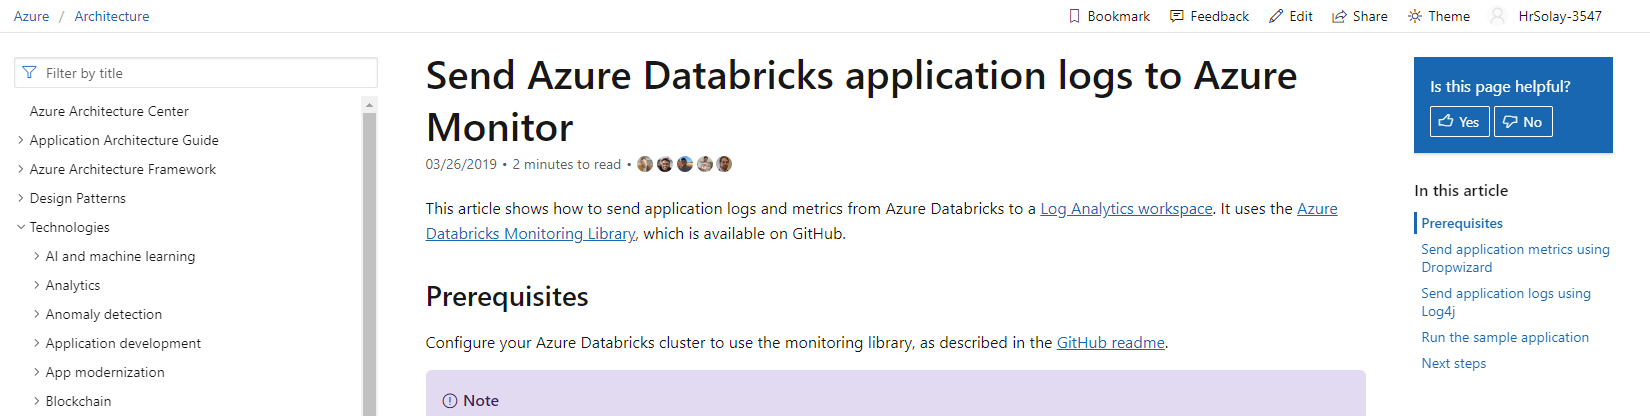 Azure / Architecture
Bookmark Feedback Edit Share Theme HrSolay-3547
Filter by title
Azure Architecture Center
Application Architecture Guide
Azure Architecture Framework
Design Patterns
Technologies
AI and machine learning
Analytics
Anomaly detection
Application development
App modernization
Blockchain
Send Azure Databricks application logs to Azure
Monitor
03/26/2019 • 2 minutes to read •
This article shows how to send application logs and metrics from Azure Databricks to a Log Analytics workspace. It uses the Azure
Databricks Monitoring Library, which is available on GitHub.
Prerequisites
Configure your Azure Databricks cluster to use the monitoring library, as described in the GitHub readme.
Note
Is this page helpful?
Yes No
In this article
Prerequisites
Send application metrics using
Dropwizard
Send application logs using
Log4j
Run the sample application
Next steps